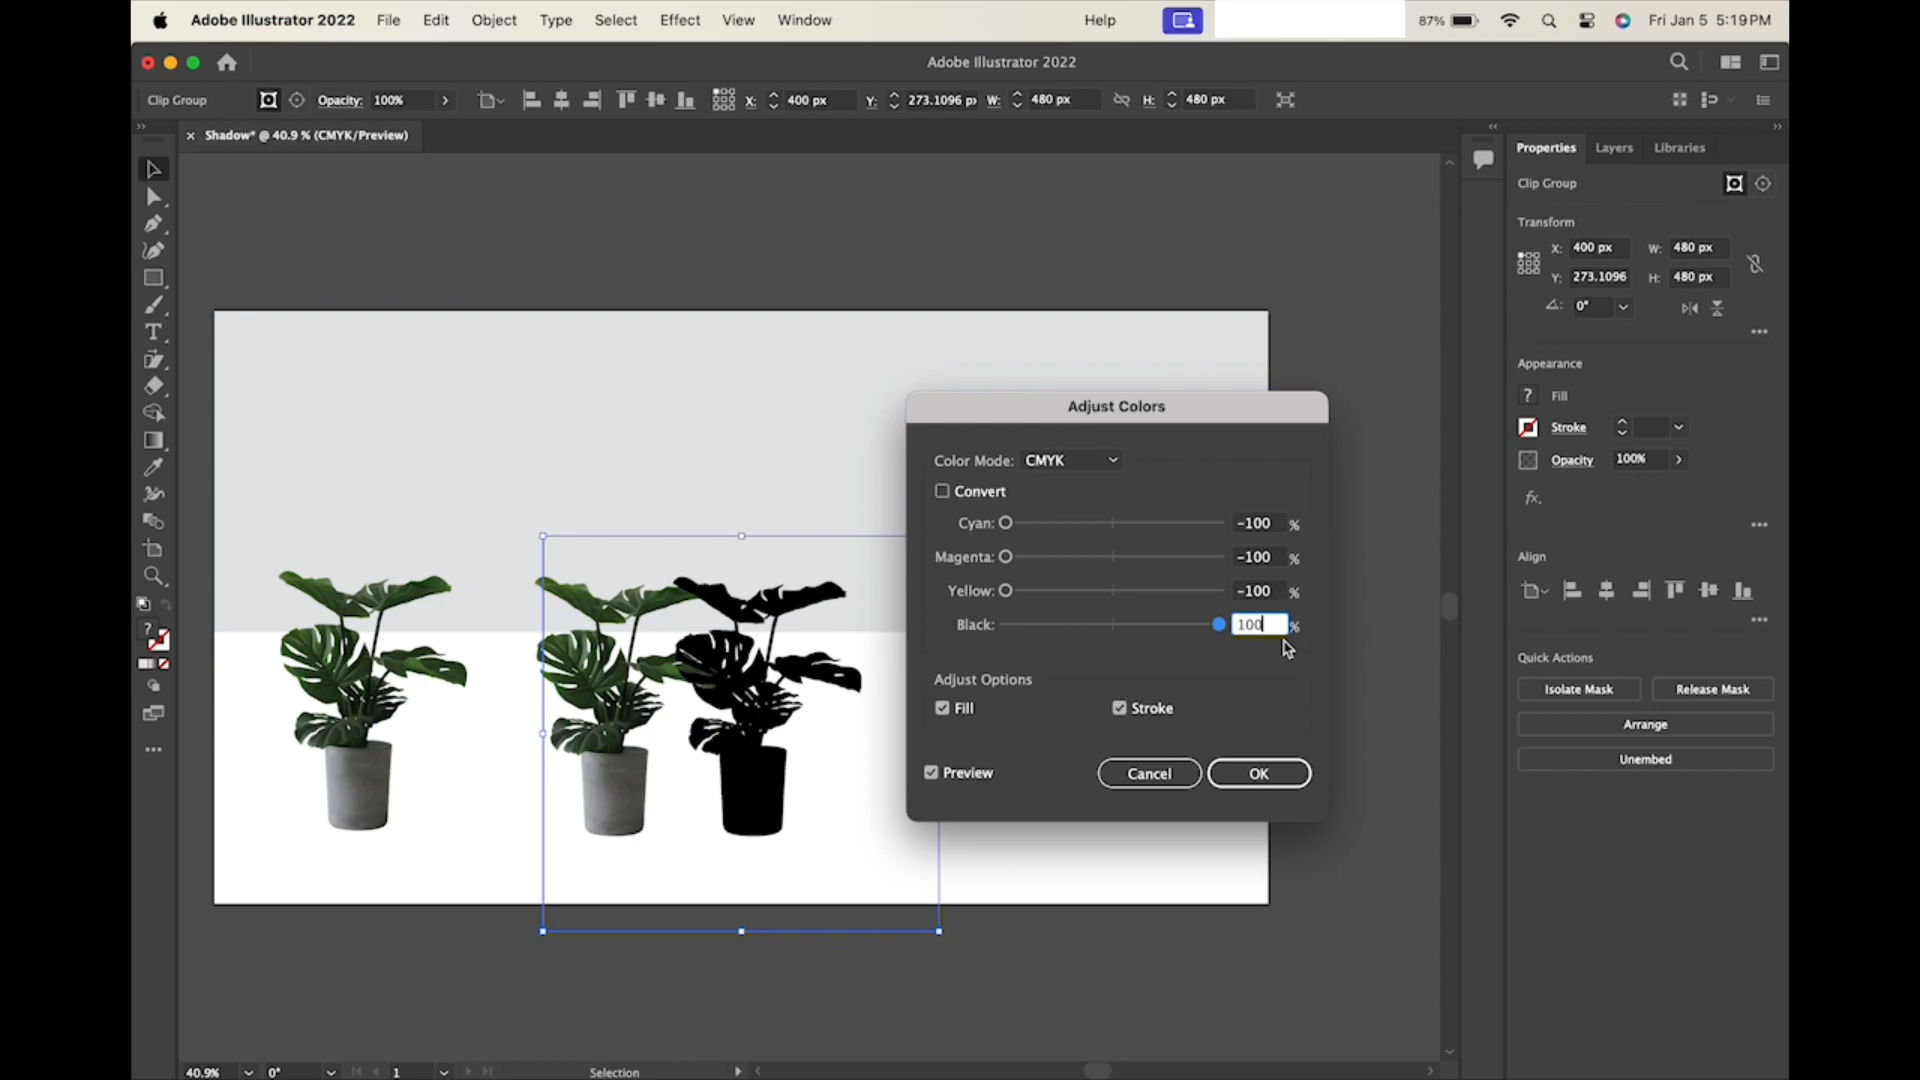 Adobe Illustrator 2022 File Edit Object Type Select Effect View Window Help 87% Fri Jan 5 5:19 PM
Adobe Illustrator 2022
Clip Group Opacity: 100% X: 400 px Y: 273.1096 px W: 480 px H: 480 px
Shadow* @ 40.9 % (CMYK/Preview)
Properties Layers Libraries
Clip Group
Transform
X: 400 px W: 480 px
Y: 273.1096 H: 480 px
0°
Appearance
? Fill
Stroke
Opacity 100%
fx.
Align
Quick Actions
Isolate Mask Release Mask
Arrange
Unembed
Adjust Colors
Color Mode: CMYK
Convert
Cyan: -100 %
Magenta: -100 %
Yellow: -100 %
Black: 100 %
Adjust Options
Fill Stroke
Preview Cancel OK
40.9% 0° 1 Selection